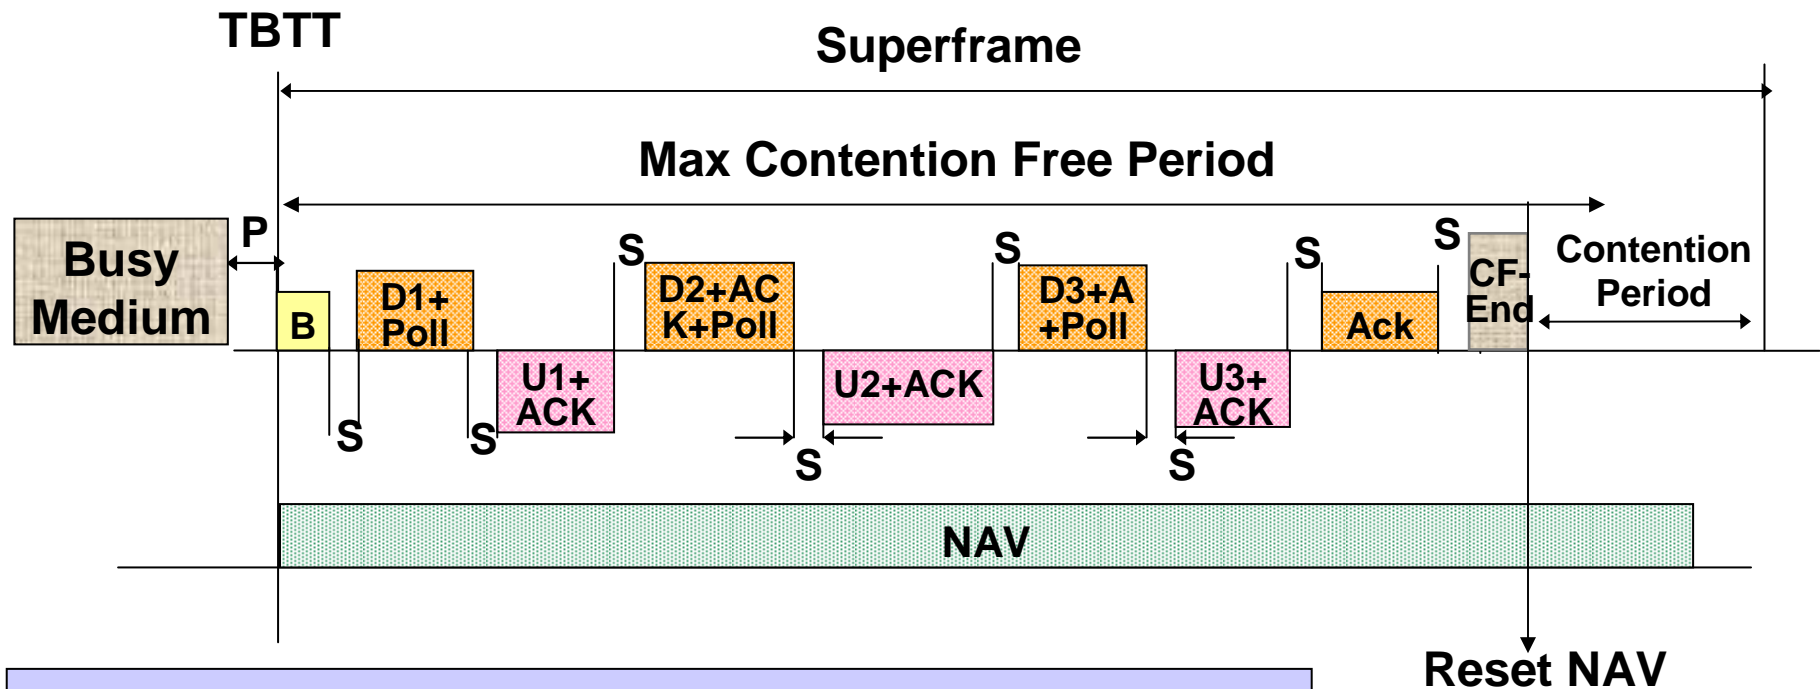 TBTT
Superframe
Max Contention Free Period
Busy
Medium
P
B
S
D1+
Poll
S
U1+
ACK
S
D2+AC
K+Poll
S
U2+ACK
S
D3+A
+Poll
S
U3+
ACK
S
Ack
S
CF-
End
Contention
Period
NAV
Reset NAV